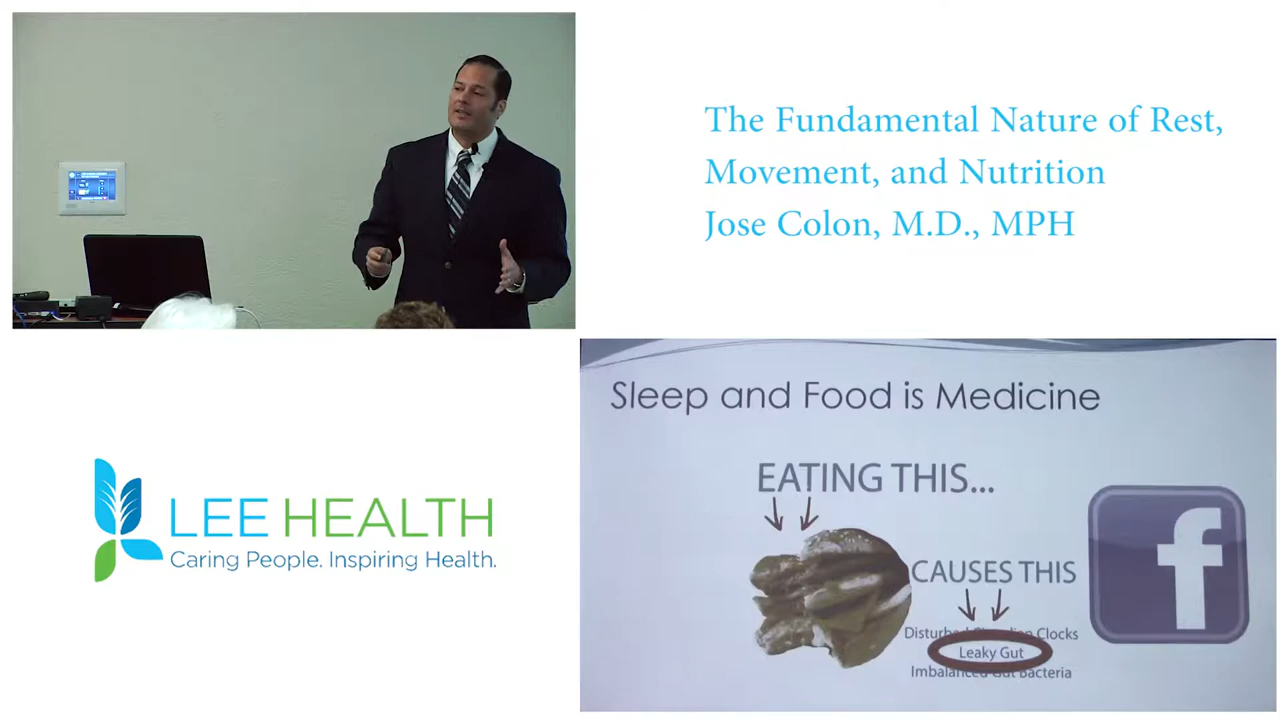 The Fundamental Nature of Rest,
Movement, and Nutrition
Jose Colon, M.D., MPH
LEE HEALTH
Caring People. Inspiring Health.
Sleep and Food is Medicine
EATING THIS...
CAUSES THIS
Disturbed Circadian Clocks
Leaky Gut
Imbalanced Gut Bacteria
f